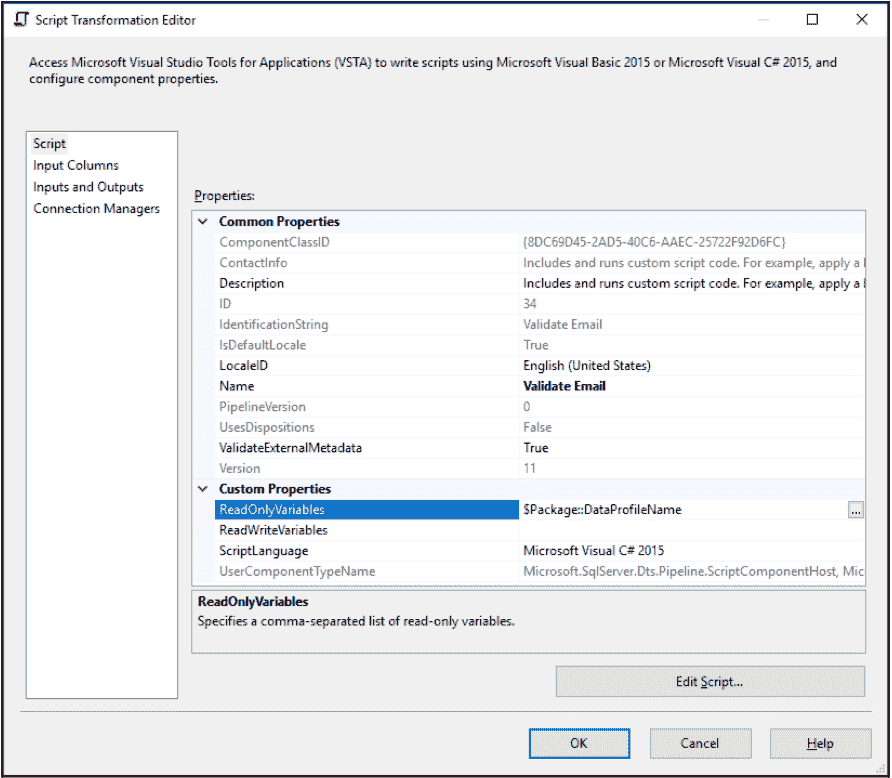 Script Transformation Editor
Access Microsoft Visual Studio Tools for Applications (VSTA) to write scripts using Microsoft Visual Basic 2015 or Microsoft Visual C# 2015, and
configure component properties.
Script
Input Columns
Inputs and Outputs
Connection Managers
Properties:
Common Properties
ComponentClassID {8DC69D45-2AD5-40C6-AAEC-25722F92D6FC}
ContactInfo Includes and runs custom script code. For example, apply a
Description Includes and runs custom script code. For example, apply a
ID 34
IdentificationString Validate Email
IsDefaultLocale True
LocaleID English (United States)
Name Validate Email
PipelineVersion 0
UsesDispositions False
ValidateExternalMetadata True
Version 11
Custom Properties
ReadOnlyVariables $Package::DataProfileName ...
ReadWriteVariables
ScriptLanguage Microsoft Visual C# 2015
UserComponentTypeName Microsoft.SqlServer.Dts.Pipeline.ScriptComponentHost, Mic
ReadOnlyVariables
Specifies a comma-separated list of read-only variables.
Edit Script...
OK Cancel Help